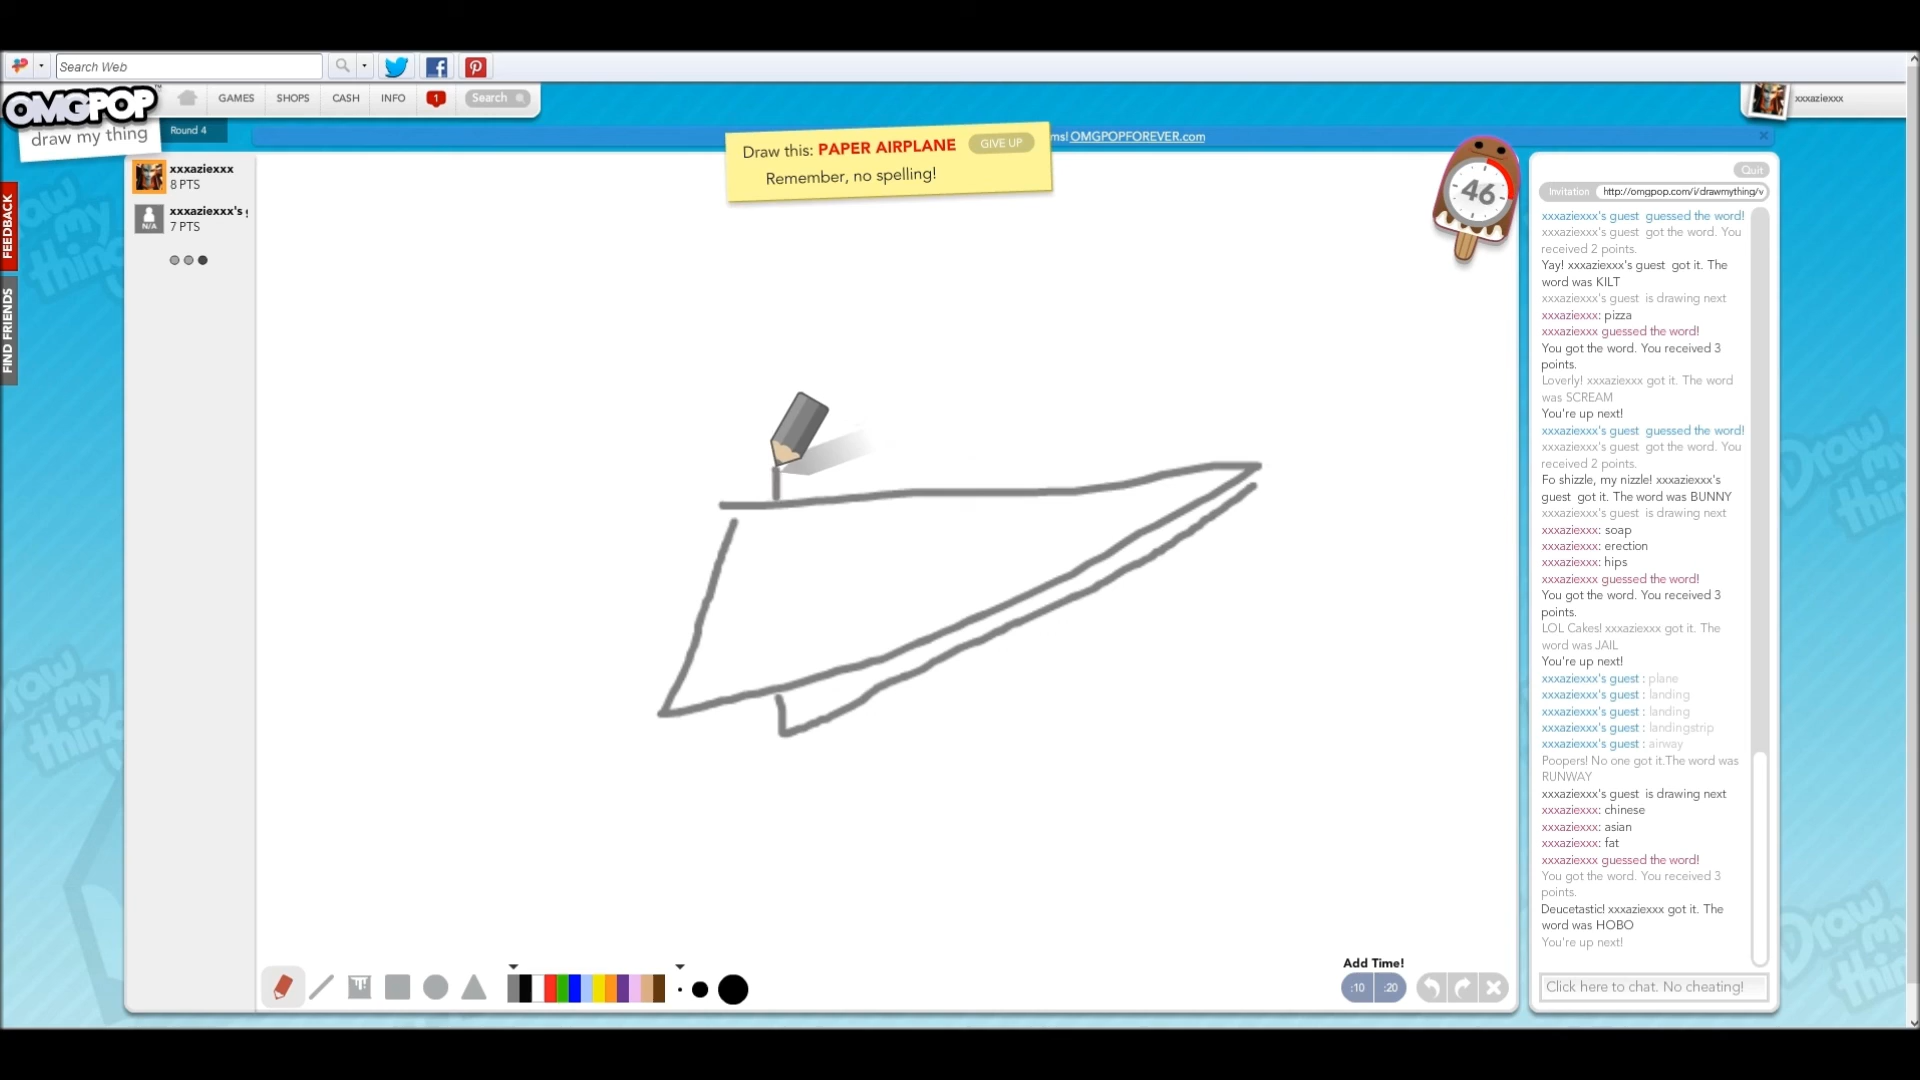 Search Web
OMGPOP
draw my thing
GAMES
SHOPS
CASH
INFO
1
Search
xxxaziexxx
Round 4
ms! OMGPOPFOREVER.com
Draw this: PAPER AIRPLANE
GIVE UP
Remember, no spelling!
46
FEEDBACK
FIND FRIENDS
xxxaziexxx
8 PTS
N/A
xxxaziexxx's
7 PTS
Quit
Invitation
http://omgpop.com/i/drawmything/v
xxxaziexxx's guest guessed the word!
xxxaziexxx's guest got the word. You
received 2 points.
Yay! xxxaziexxx's guest got it. The
word was KILT
xxxaziexxx's guest is drawing next
xxxaziexxx: pizza
xxxaziexxx guessed the word!
You got the word. You received 3
points.
Loverly! xxxaziexxx got it. The word
was SCREAM
You're up next!
xxxaziexxx's guest guessed the word!
xxxaziexxx's guest got the word. You
received 2 points.
Fo shizzle, my nizzle! xxxaziexxx's
guest got it. The word was BUNNY
xxxaziexxx's guest is drawing next
xxxaziexxx: soap
xxxaziexxx: erection
xxxaziexxx: hips
xxxaziexxx guessed the word!
You got the word. You received 3
points.
LOL Cakes! xxxaziexxx got it. The
word was JAIL
You're up next!
xxxaziexxx's guest : plane
xxxaziexxx's guest : landing
xxxaziexxx's guest : landing
xxxaziexxx's guest : landingstrip
xxxaziexxx's guest : airway
Poopers! No one got it.The word was
RUNWAY
xxxaziexxx's guest is drawing next
xxxaziexxx: chinese
xxxaziexxx: asian
xxxaziexxx: fat
xxxaziexxx guessed the word!
You got the word. You received 3
points.
Deucetastic! xxxaziexxx got it. The
word was HOBO
You're up next!
Click here to chat. No cheating!
Add Time!
:10
:20